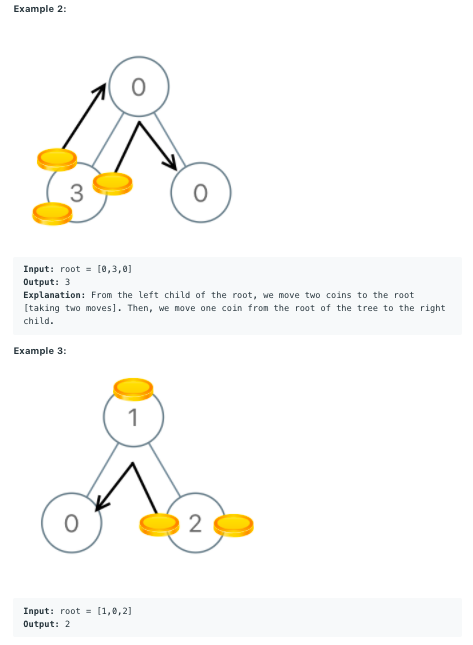 Example 2:
0
3
0
Input: root = [0,3,0]
Output: 3
Explanation: From the left child of the root, we move two coins to the root
[taking two moves]. Then, we move one coin from the root of the tree to the right
child.
Example 3:
1
0
2
Input: root = [1,0,2]
Output: 2